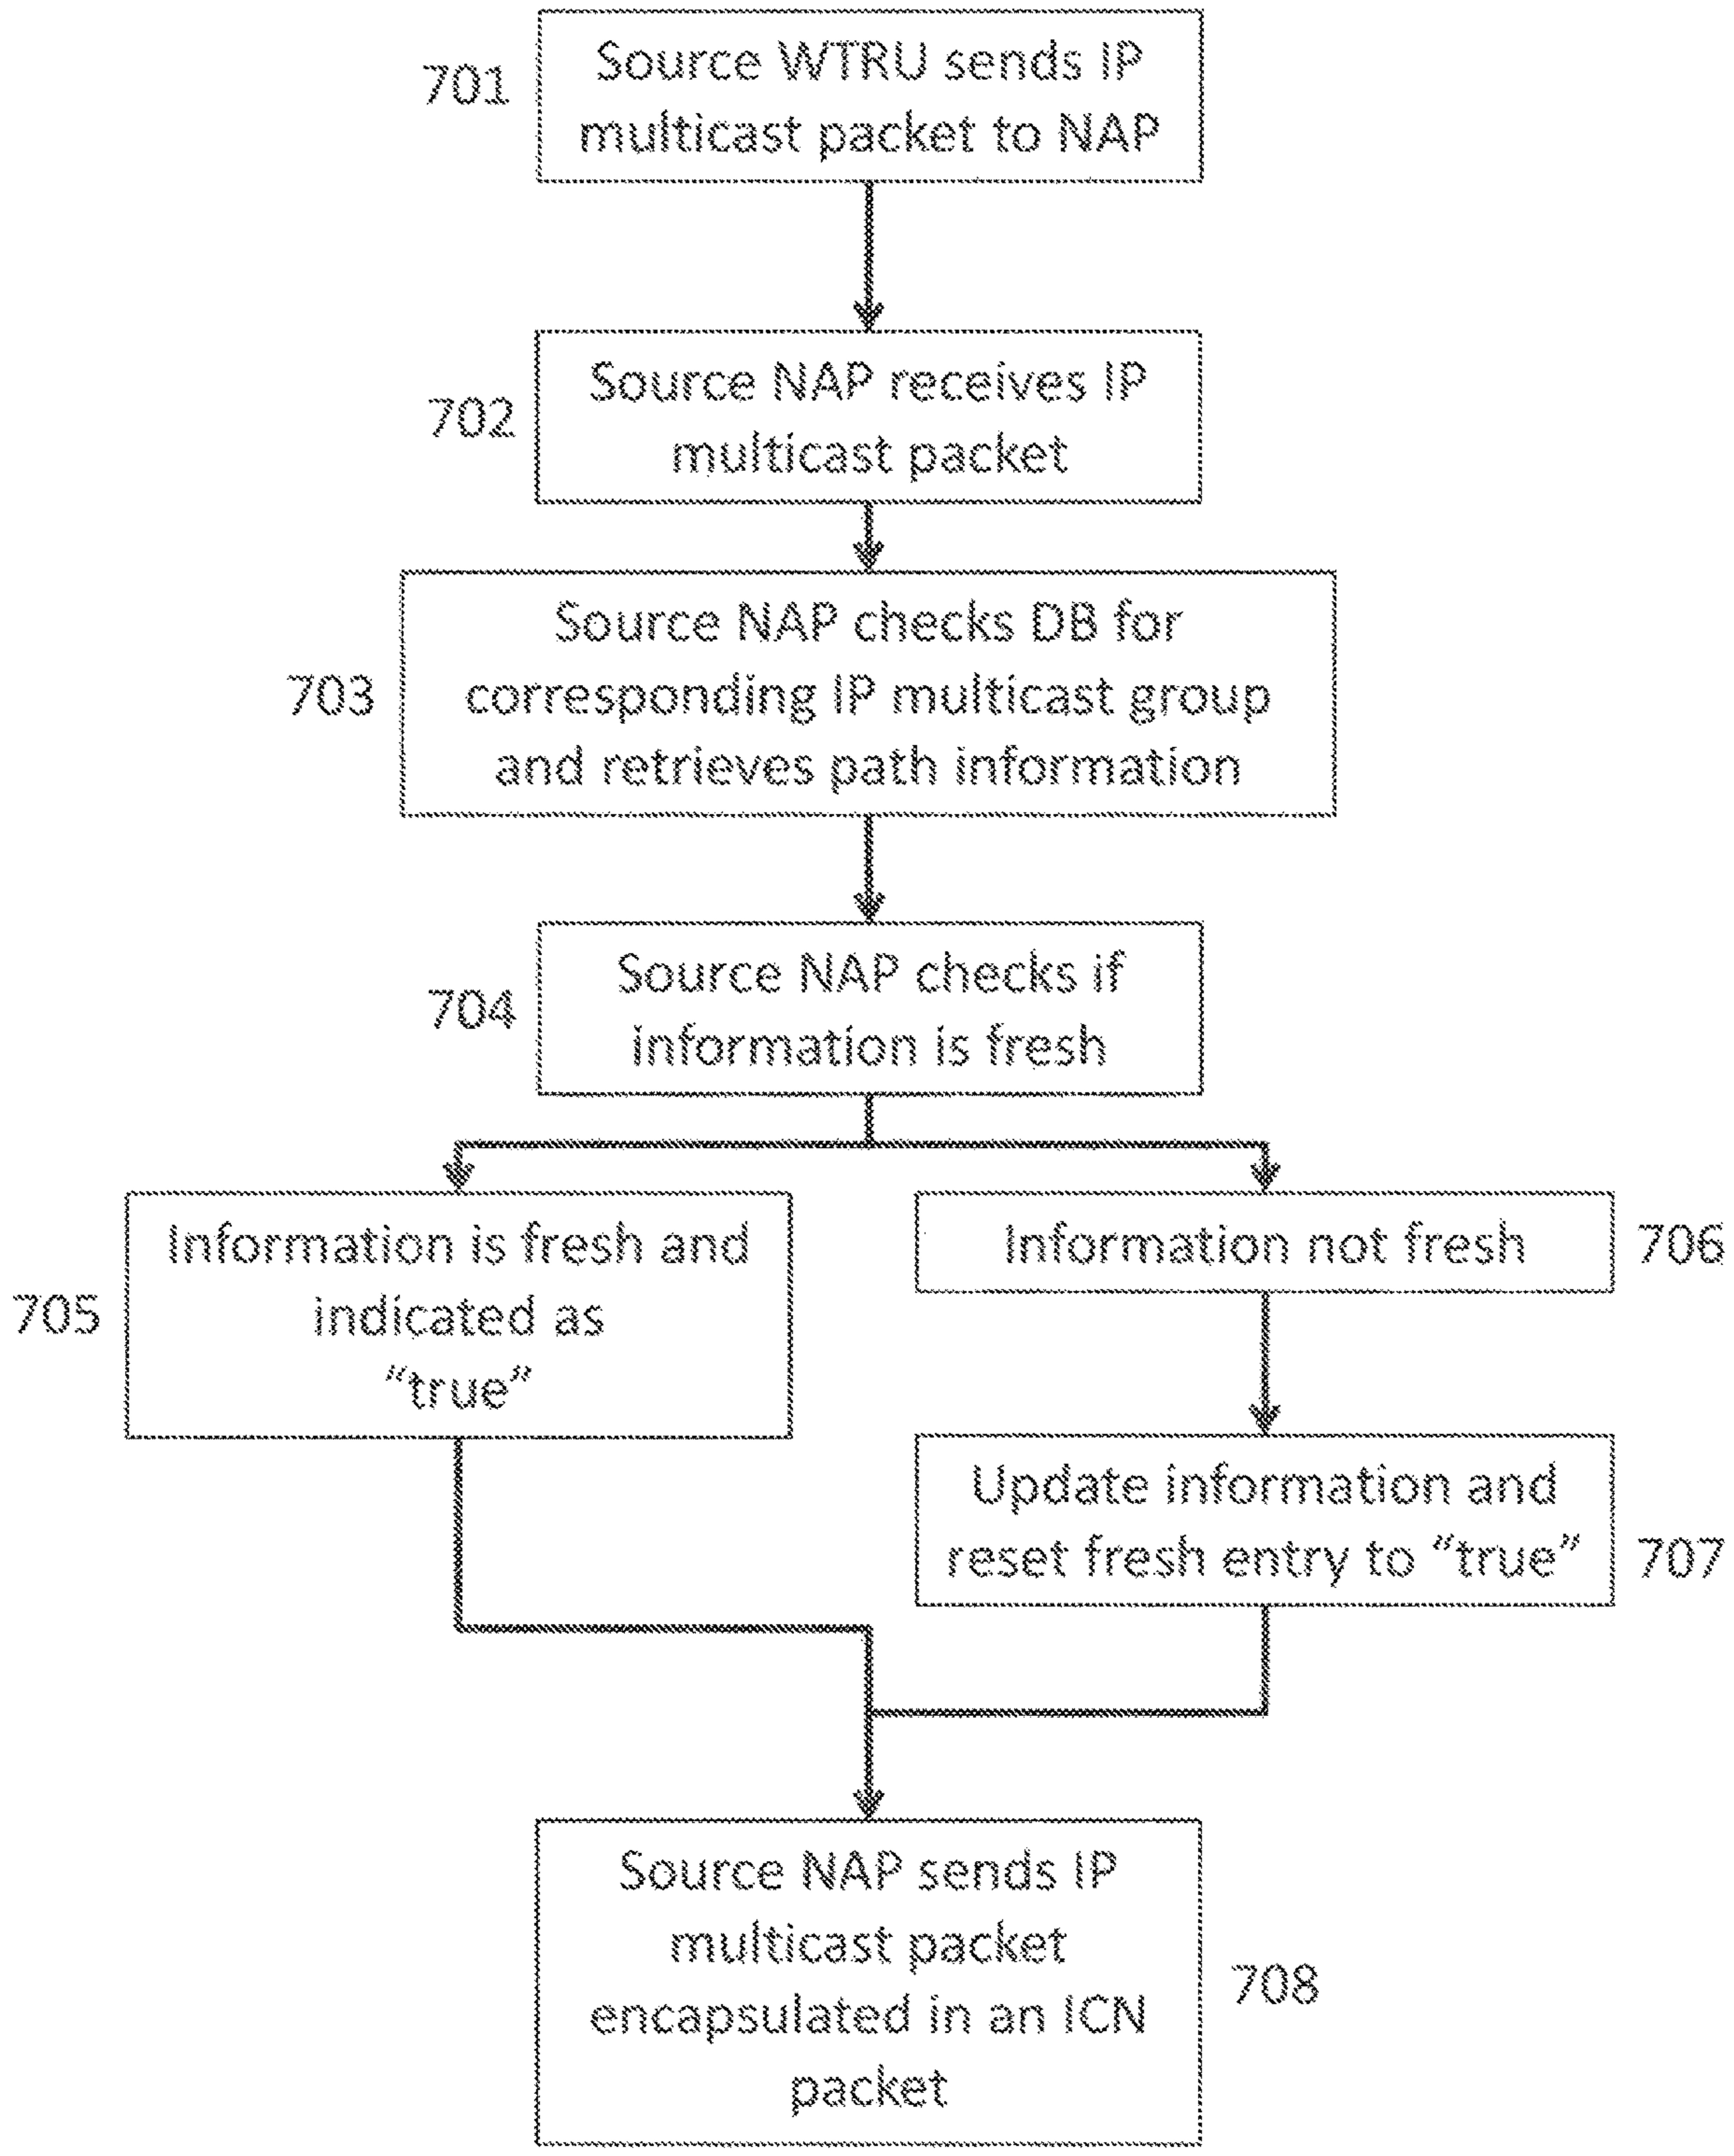 701
Source WTRU sends IP
multicast packet to NAP
702
Source NAP receives IP
multicast packet
703
Source NAP checks DB for
corresponding IP multicast group
and retrieves path information
704
Source NAP checks if
information is fresh
705
Information is fresh and
indicated as
“true”
Information not fresh
706
Update information and
reset fresh entry to “true”
707
Source NAP sends IP
multicast packet
encapsulated in an ICN
packet
708